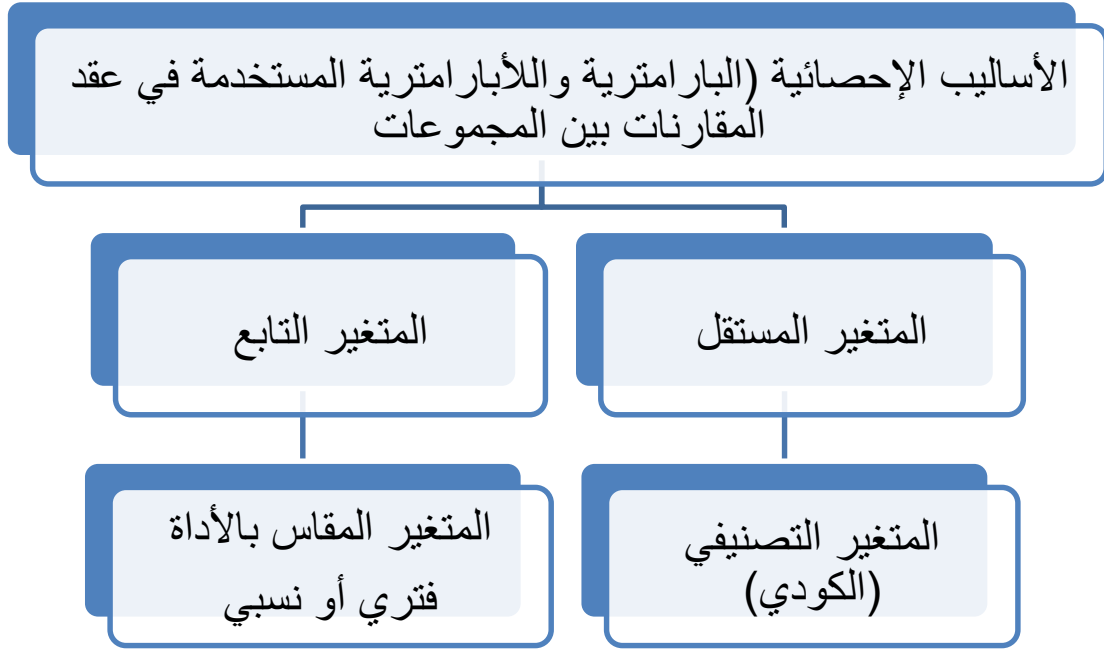 الأساليب الإحصائية (البارامترية واللأبارامترية المستخدمة في عقد
المقارنات بين المجموعات
المتغير المستقل
المتغير التابع
المتغير التصنيفي
(الكودي)
المتغير المقاس بالأداة
فتري أو نسبي